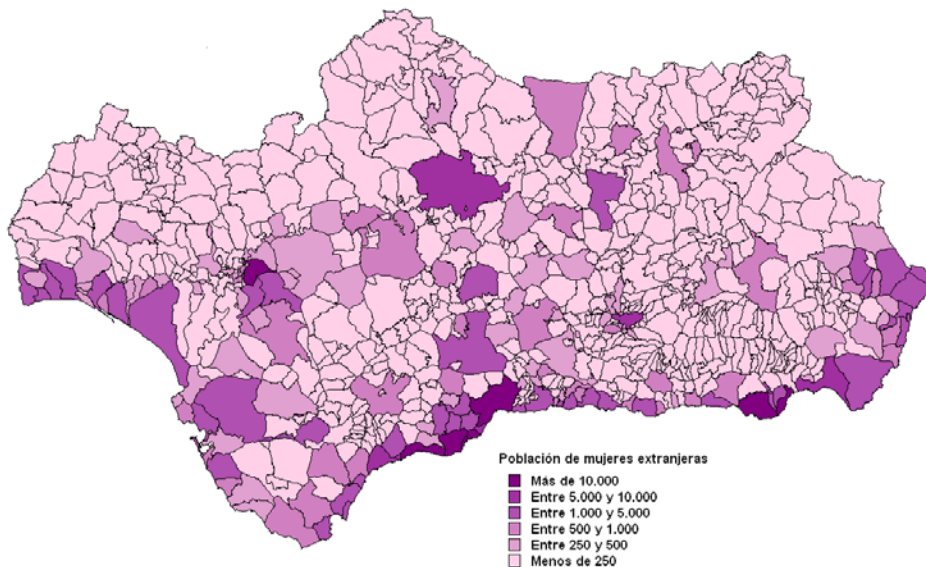 Población de mujeres extranjeras
Más de 10.000
Entre 5.000 y 10.000
Entre 1.000 y 5.000
Entre 500 y 1.000
Entre 250 y 500
Menos de 250